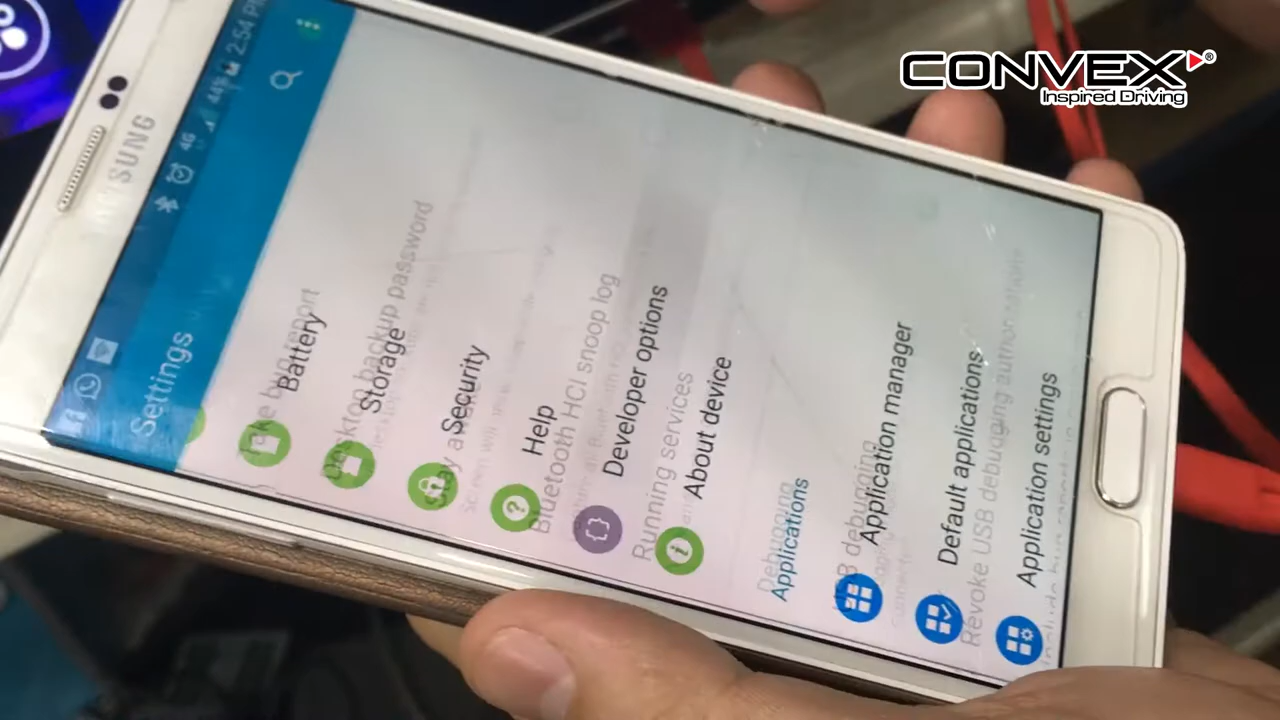 CONVEX®
Inspired Driving
SAMSUNG
4G
44%
2:54 PM
Settings
Take bug report
Battery
Desktop backup password
Storage
Security
Help
Bluetooth HCI snoop log
Developer options
Running services
About device
Debugging
Applications
USB debugging
Application manager
Default applications
Revoke USB debugging authorisations
Application settings